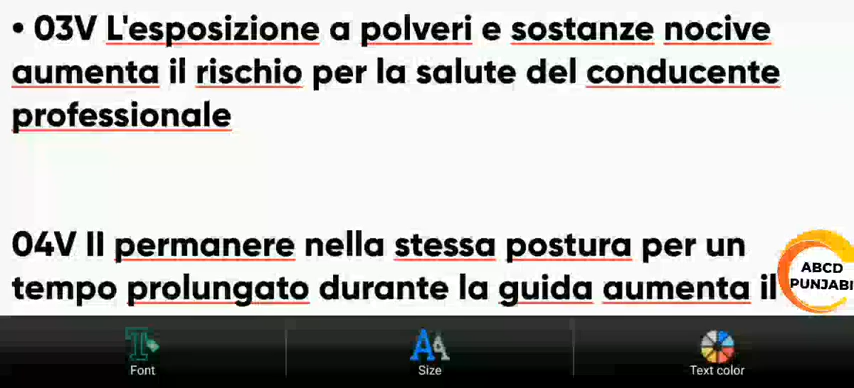 • 03V L'esposizione a polveri e sostanze nocive
aumenta il rischio per la salute del conducente
professionale
04V Il permanere nella stessa postura per un
tempo prolungato durante la guida aumenta il
ABCD
PUNJABI
Font
Size
Text color